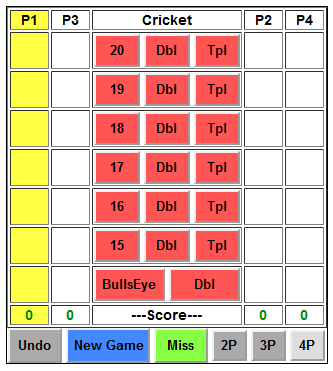 P1 P3 Cricket P2 P4
20 Dbl Tpl
19 Dbl Tpl
18 Dbl Tpl
17 Dbl Tpl
16 Dbl Tpl
15 Dbl Tpl
BullsEye Dbl
0 0 ---Score--- 0 0
Undo New Game Miss 2P 3P 4P